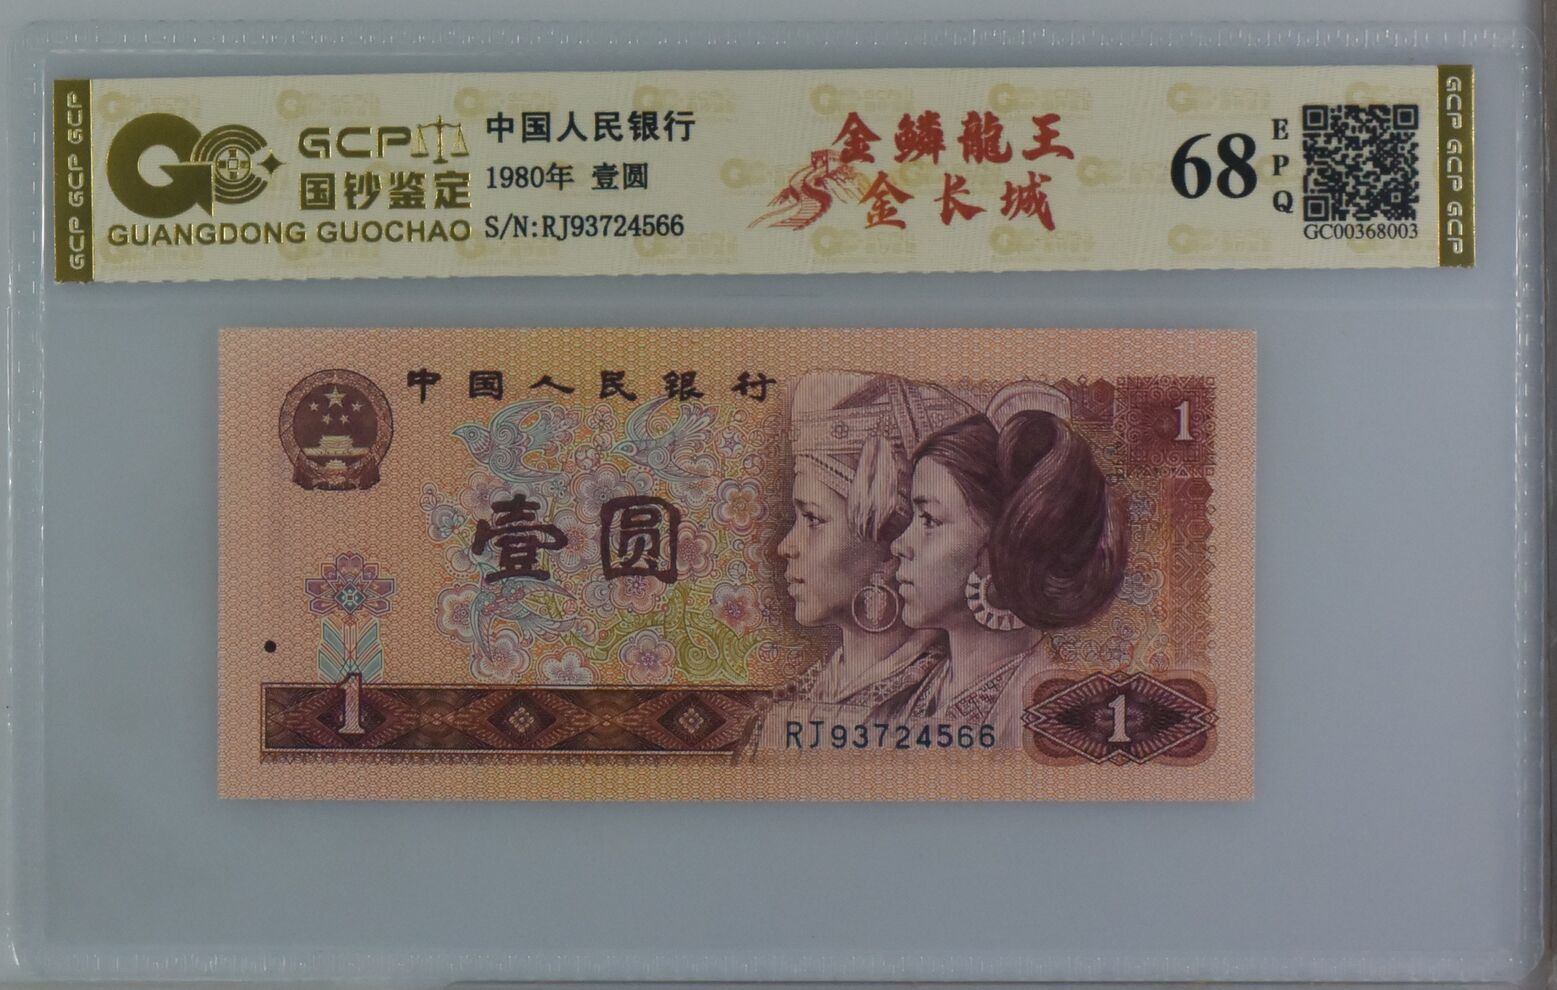 GCP GCP GCP
GCP
国钞鉴定
GUANGDONG GUOCHAO
中国人民银行
1980年 壹圆
S/N:RJ93724566
金鳞龍王
金长城
68
EPQ
GC00368003
GCP GCP GCP
中国人民银行
1
壹圆
1
RJ93724566
1